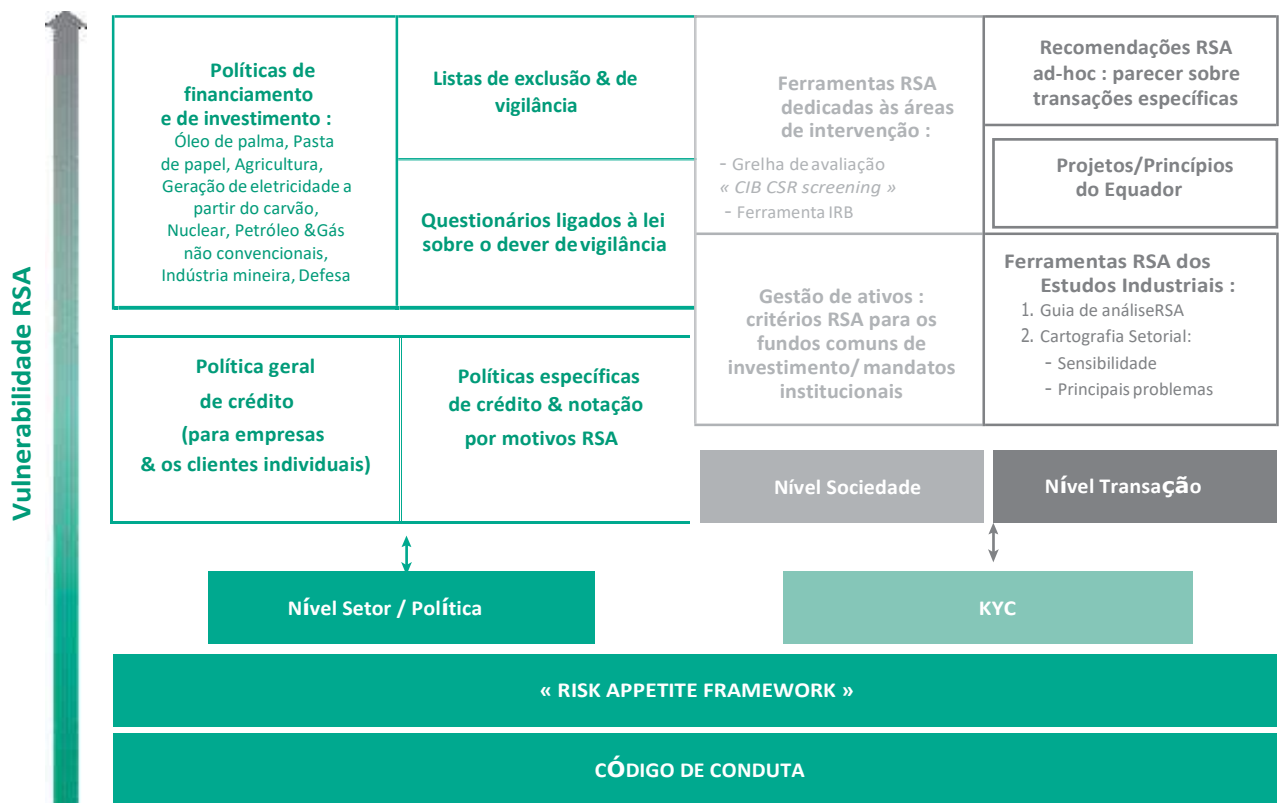 Vulnerabilidade RSA
Políticas de
financiamento
e de investimento :
Óleo de palma, Pasta
de papel, Agricultura,
Geração de eletricidade a
partir do carvão,
Nuclear, Petróleo &Gás
não convencionais,
Indústria mineira, Defesa
Listas de exclusão & de
vigilância
Questionários ligados à lei
sobre o dever devigilância
Ferramentas RSA
dedicadas às áreas
de intervenção :
- Grelha deavaliação
« CIB CSR screening »
- Ferramenta IRB
Recomendações RSA
ad-hoc : parecer sobre
transações específicas
Projetos/Princípios
do Equador
Gestão de ativos :
critérios RSA para os
fundos comuns de
investimento/ mandatos
institucionais
Ferramentas RSA dos
Estudos Industriais :
1. Guia de análiseRSA
2. Cartografia Setorial:
- Sensibilidade
- Principais problemas
Política geral
de crédito
(para empresas
& os clientes individuais)
Políticas específicas
de crédito & notação
por motivos RSA
Nível Sociedade
Nível Transação
Nível Setor / Política
KYC
« RISK APPETITE FRAMEWORK »
CÓDIGO DE CONDUTA